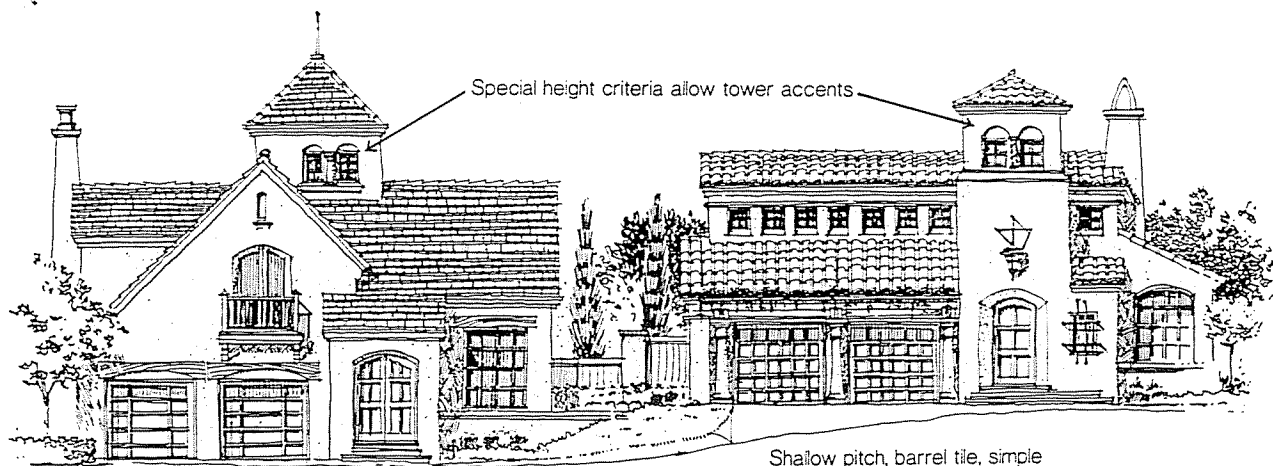 Special height criteria allow tower accents
Shallow pitch, barrel tile, simple